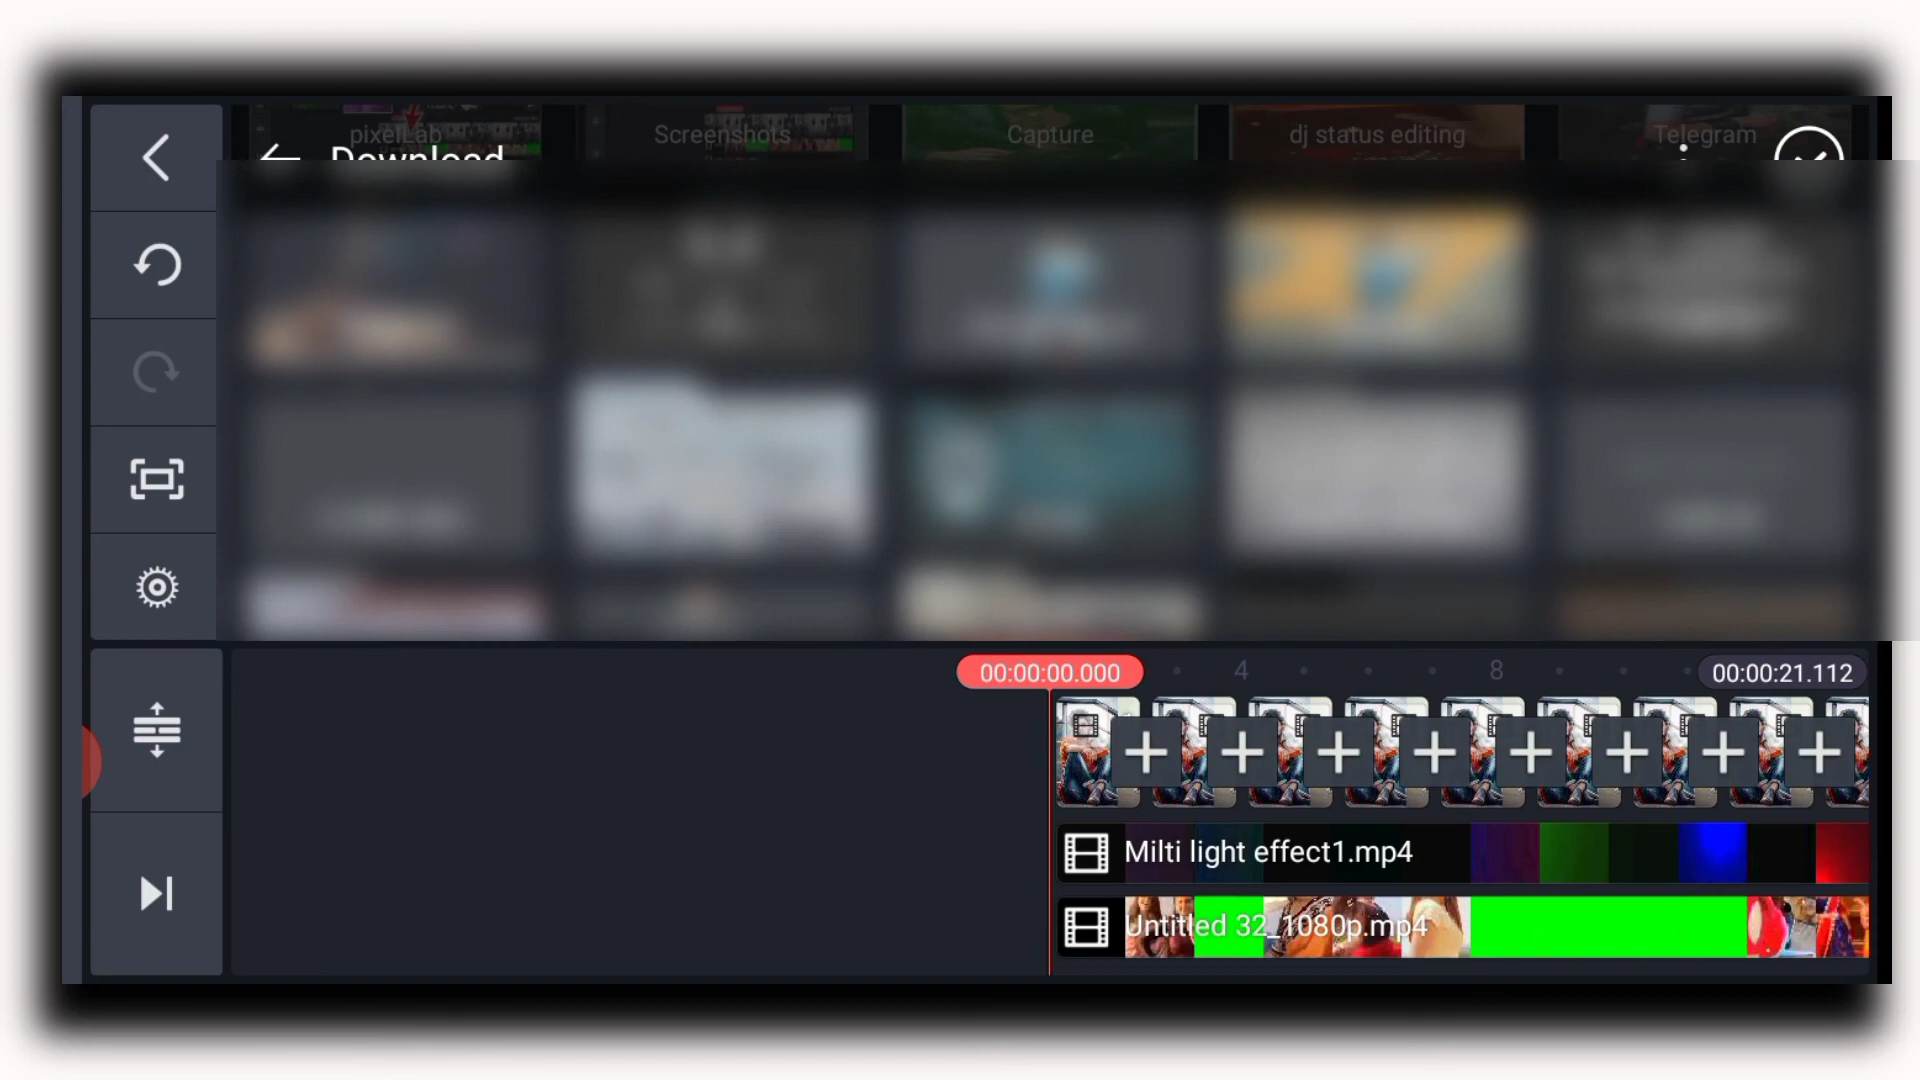 pixelLab
Screenshots
Capture
dj status editing
Telegram
Download
00:00:00.000
4
8
00:00:21.112
Milti light effect1.mp4
Untitled 32_1080p.mp4